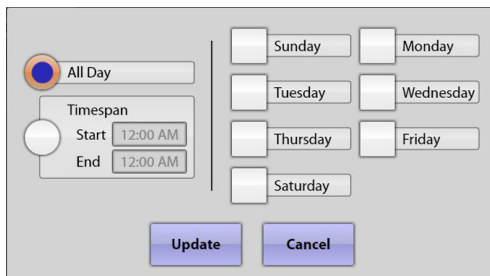 All Day
Timespan
Start 12:00 AM
End 12:00 AM
Sunday Monday
Tuesday Wednesday
Thursday Friday
Saturday
Update Cancel